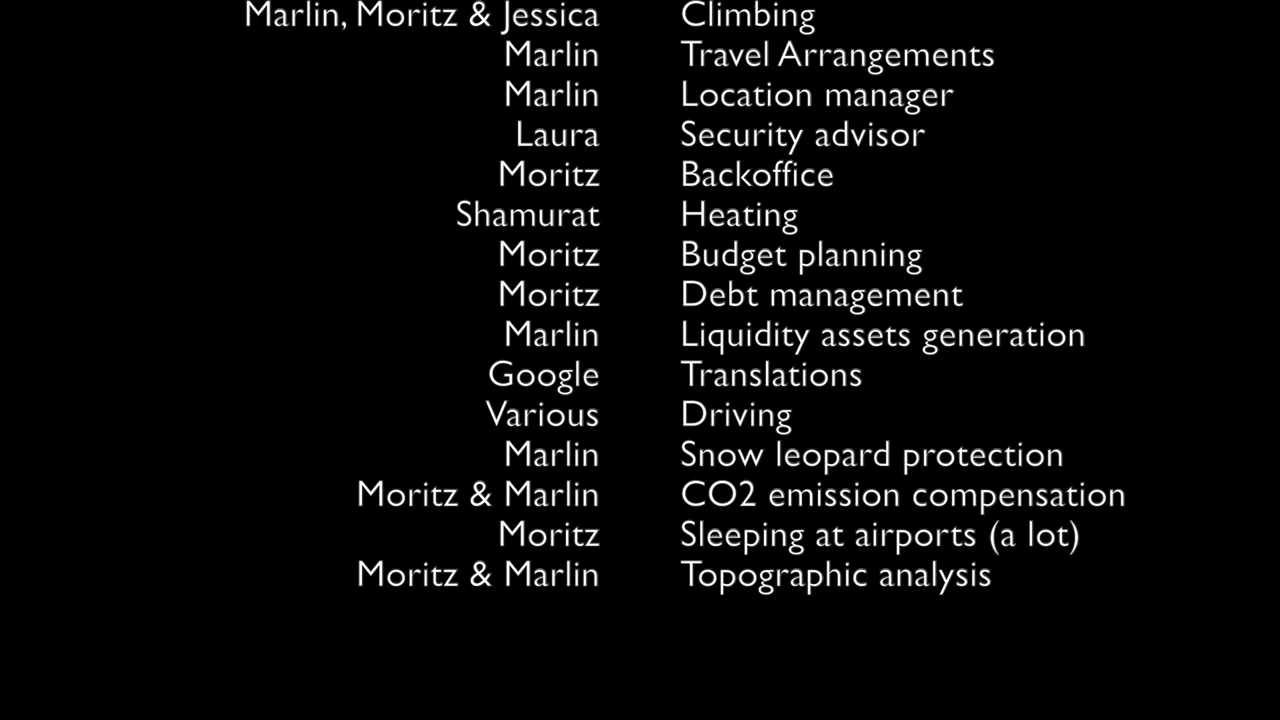 Marlin, Moritz & Jessica Climbing
Marlin Travel Arrangements
Marlin Location manager
Laura Security advisor
Moritz Backoffice
Shamurat Heating
Moritz Budget planning
Moritz Debt management
Marlin Liquidity assets generation
Google Translations
Various Driving
Marlin Snow leopard protection
Moritz & Marlin CO2 emission compensation
Moritz Sleeping at airports (a lot)
Moritz & Marlin Topographic analysis